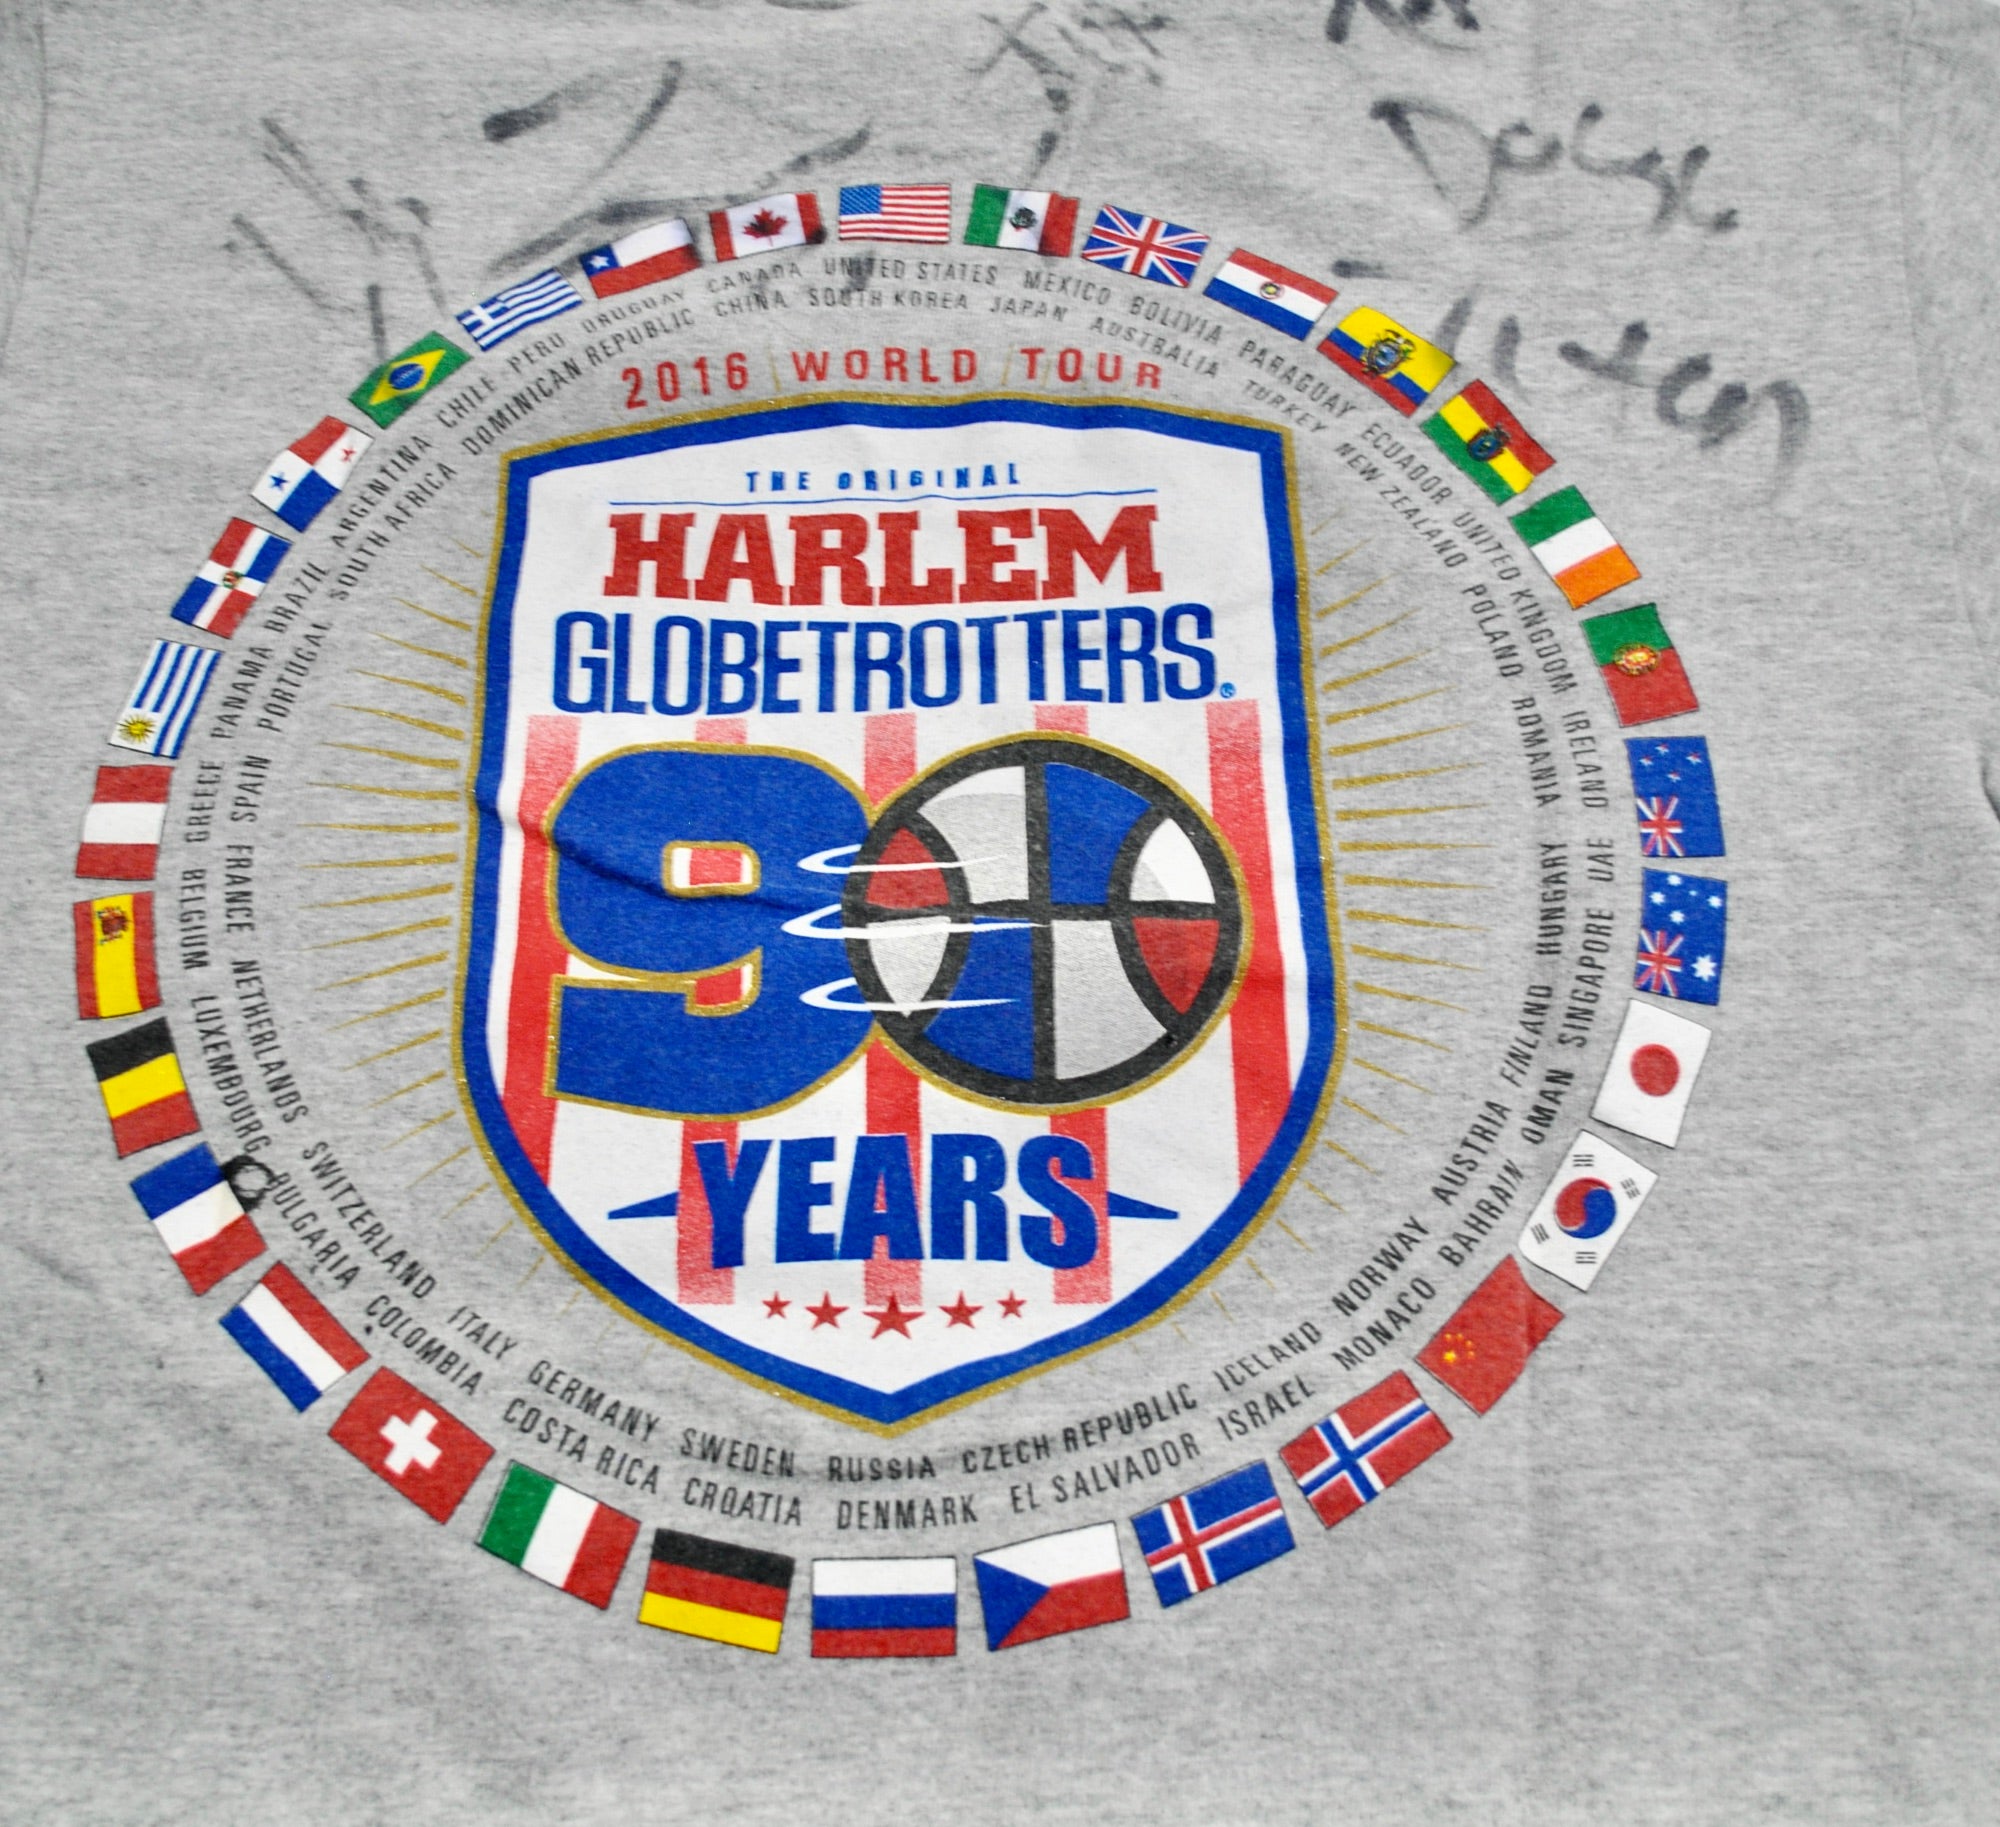 GREECE PANAMA BRAZIL ARGENTINA CHILE PERU URUGUAY CANADA UNITED STATES MEXICO BOLIVIA PARAGUAY ECUADOR UNITED KINGDOM IRELAND
SPAIN PORTUGAL SOUTH AFRICA DOMINICAN REPUBLIC CHINA SOUTH KOREA JAPAN AUSTRALIA TURKEY NEW ZEALAND POLAND ROMANIA
2016 WORLD TOUR
THE ORIGINAL
HARLEM
GLOBETROTTERS
90
YEARS
FRANCE NETHERLANDS SWITZERLAND ITALY GERMANY SWEDEN RUSSIA CZECH REPUBLIC ICELAND NORWAY AUSTRIA FINLAND HUNGARY
BELGIUM LUXEMBOURG BULGARIA COLOMBIA COSTA RICA CROATIA DENMARK EL SALVADOR ISRAEL MONACO BAHRAIN OMAN SINGAPORE UAE